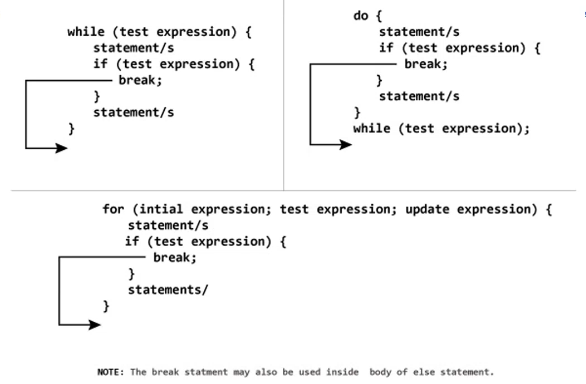 while (test expression) {
statement/s
if (test expression) {
break;
}
statement/s
}
do {
statement/s
if (test expression) {
break;
}
statement/s
}
while (test expression);
for (intial expression; test expression; update expression) {
statement/s
if (test expression) {
break;
}
statements/
}
NOTE: The break statment may also be used inside body of else statement.